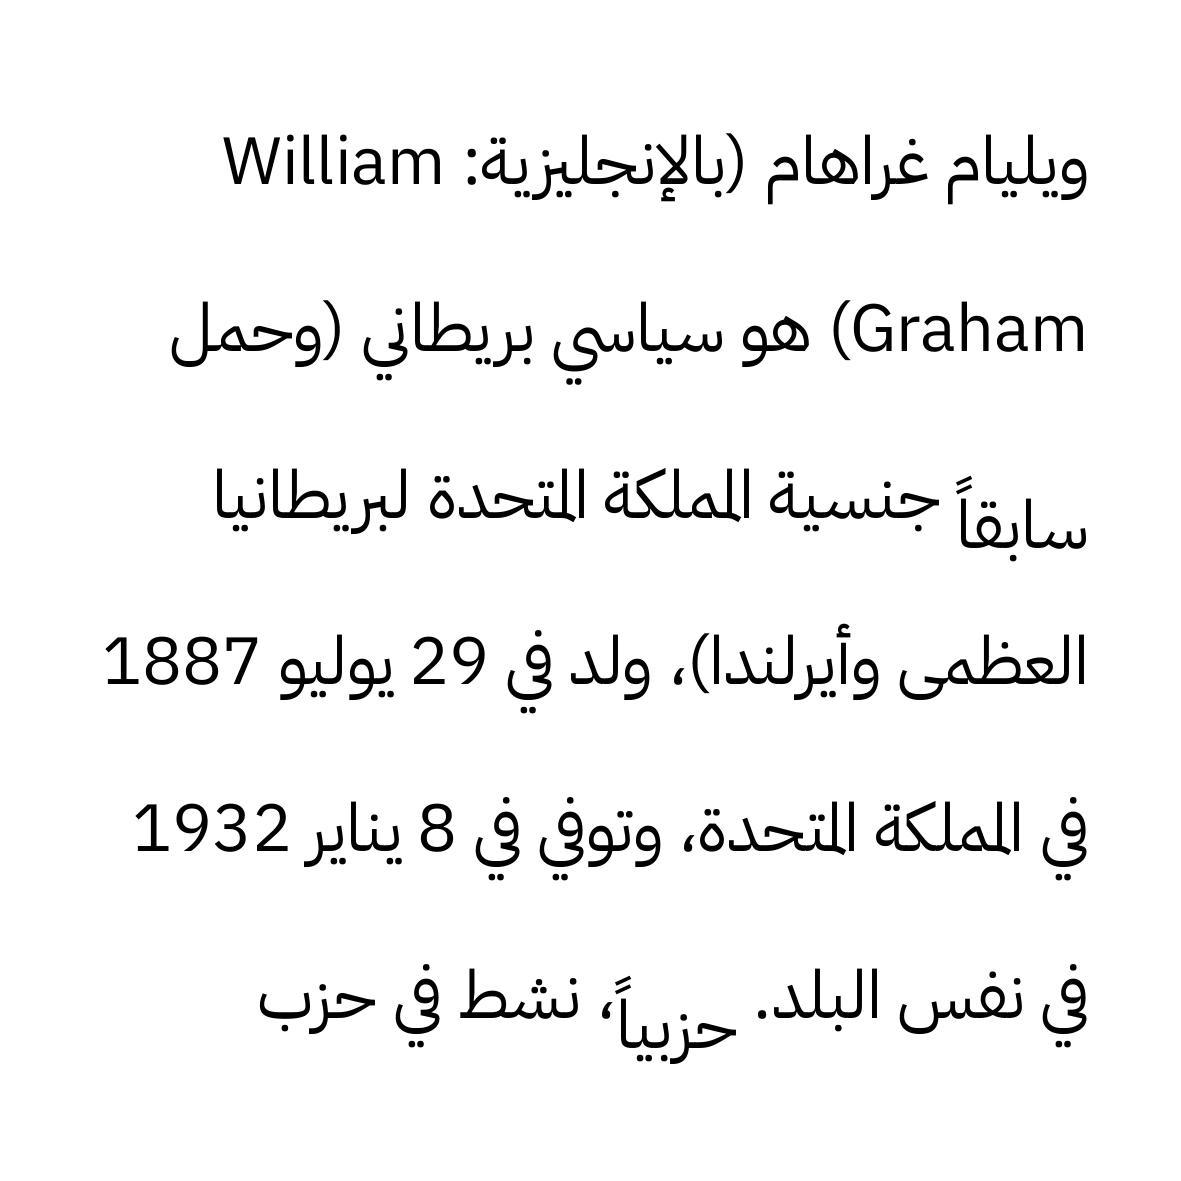 ويليام غراهام (بالإنجليزية: William
Graham) هو سياسي بريطاني (وحمل
سابقاً جنسية المملكة المتحدة لبريطانيا
العظمى وأيرلندا)، ولد في 29 يوليو 1887
في المملكة المتحدة، وتوفي في 8 يناير 1932
في نفس البلد. حزبياً، نشط في حزب